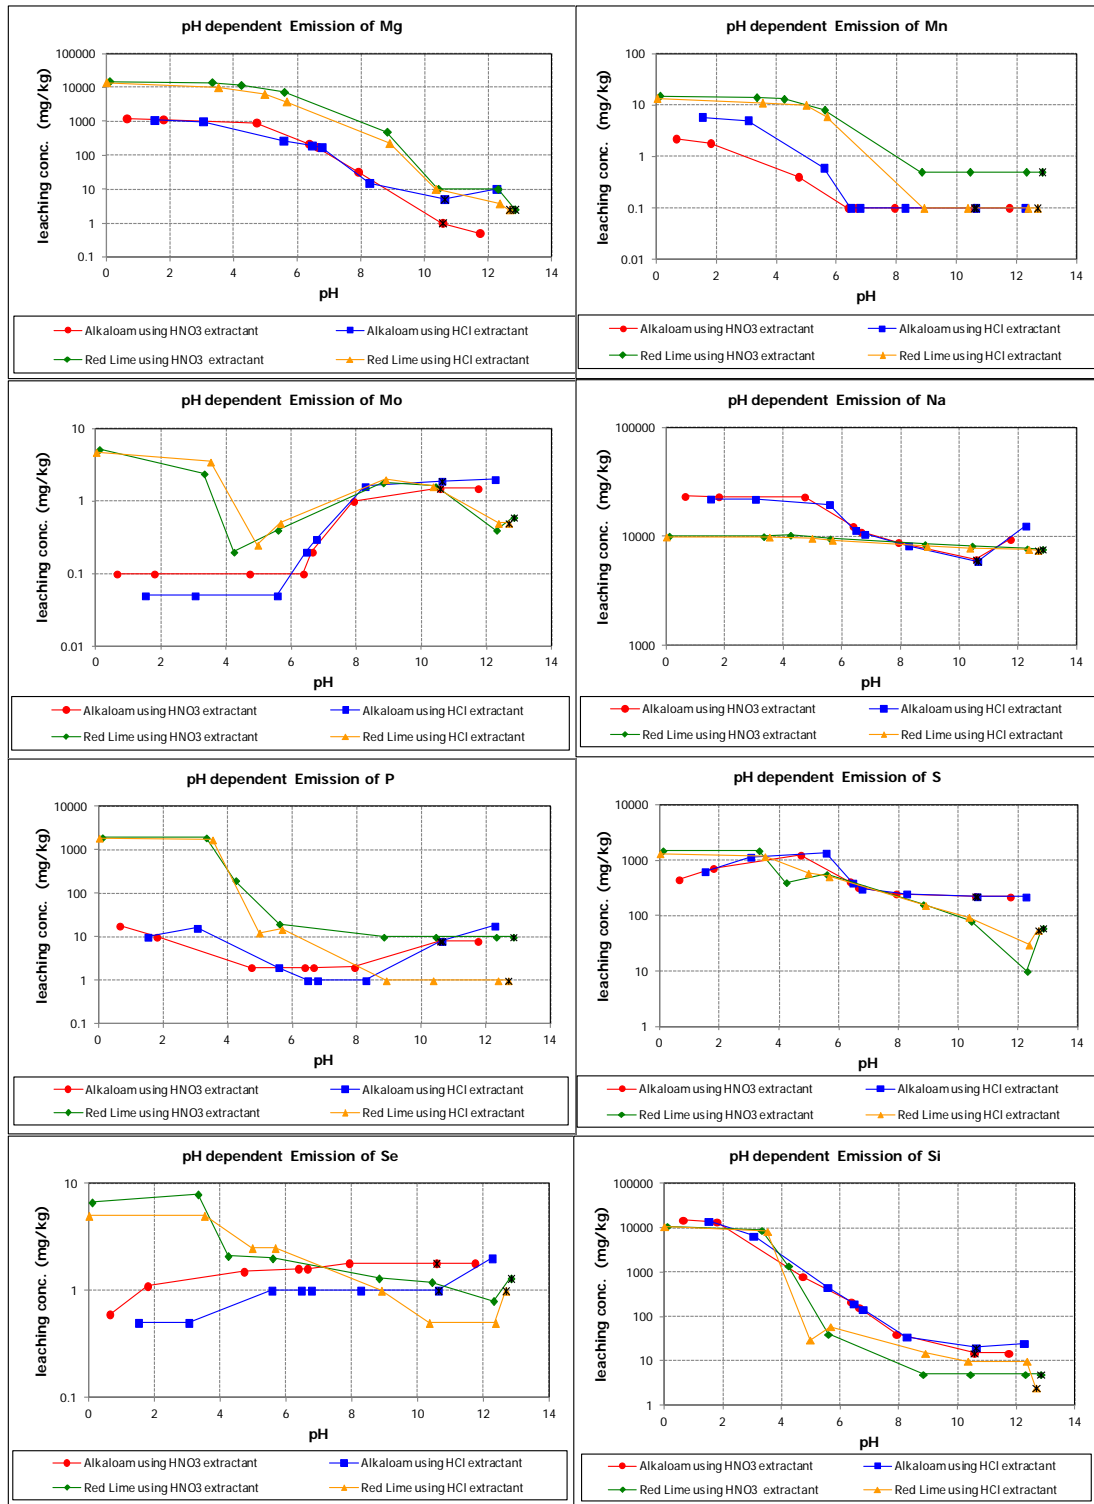 pH dependent Emission of Mg
leaching conc. (mg/kg)
100000
10000
1000
100
10
1
0.1
0 2 4 6 8 10 12 14
pH
Alkaloam using HNO3 extractant Alkaloam using HCl extractant
Red Lime using HNO3 extractant Red Lime using HCl extractant
pH dependent Emission of Mn
leaching conc. (mg/kg)
100
10
1
0.1
0.01
0 2 4 6 8 10 12 14
pH
Alkaloam using HNO3 extractant Alkaloam using HCl extractant
Red Lime using HNO3 extractant Red Lime using HCl extractant
pH dependent Emission of Mo
leaching conc. (mg/kg)
10
1
0.1
0.01
0 2 4 6 8 10 12 14
pH
Alkaloam using HNO3 extractant Alkaloam using HCl extractant
Red Lime using HNO3 extractant Red Lime using HCl extractant
pH dependent Emission of Na
leaching conc. (mg/kg)
100000
10000
1000
0 2 4 6 8 10 12 14
pH
Alkaloam using HNO3 extractant Alkaloam using HCl extractant
Red Lime using HNO3 extractant Red Lime using HCl extractant
pH dependent Emission of P
leaching conc. (mg/kg)
10000
1000
100
10
1
0.1
0 2 4 6 8 10 12 14
pH
Alkaloam using HNO3 extractant Alkaloam using HCl extractant
Red Lime using HNO3 extractant Red Lime using HCl extractant
pH dependent Emission of S
leaching conc. (mg/kg)
10000
1000
100
10
1
0 2 4 6 8 10 12 14
pH
Alkaloam using HNO3 extractant Alkaloam using HCl extractant
Red Lime using HNO3 extractant Red Lime using HCl extractant
pH dependent Emission of Se
leaching conc. (mg/kg)
10
1
0.1
0 2 4 6 8 10 12 14
pH
Alkaloam using HNO3 extractant Alkaloam using HCl extractant
Red Lime using HNO3 extractant Red Lime using HCl extractant
pH dependent Emission of Si
leaching conc. (mg/kg)
100000
10000
1000
100
10
1
0 2 4 6 8 10 12 14
pH
Alkaloam using HNO3 extractant Alkaloam using HCl extractant
Red Lime using HNO3 extractant Red Lime using HCl extractant